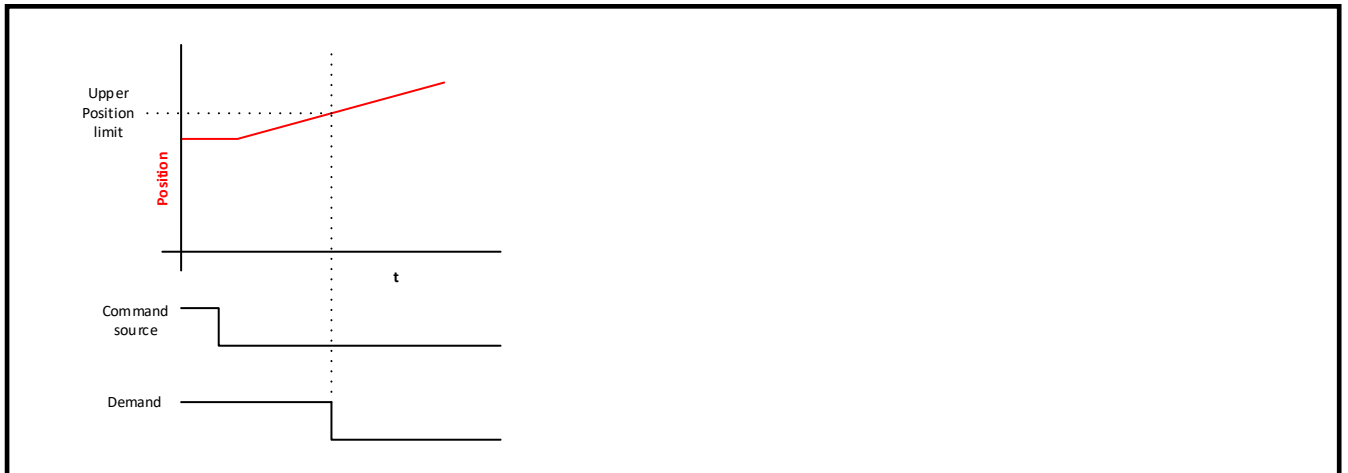 Upper
Position
limit
Position
t
Command
source
Demand